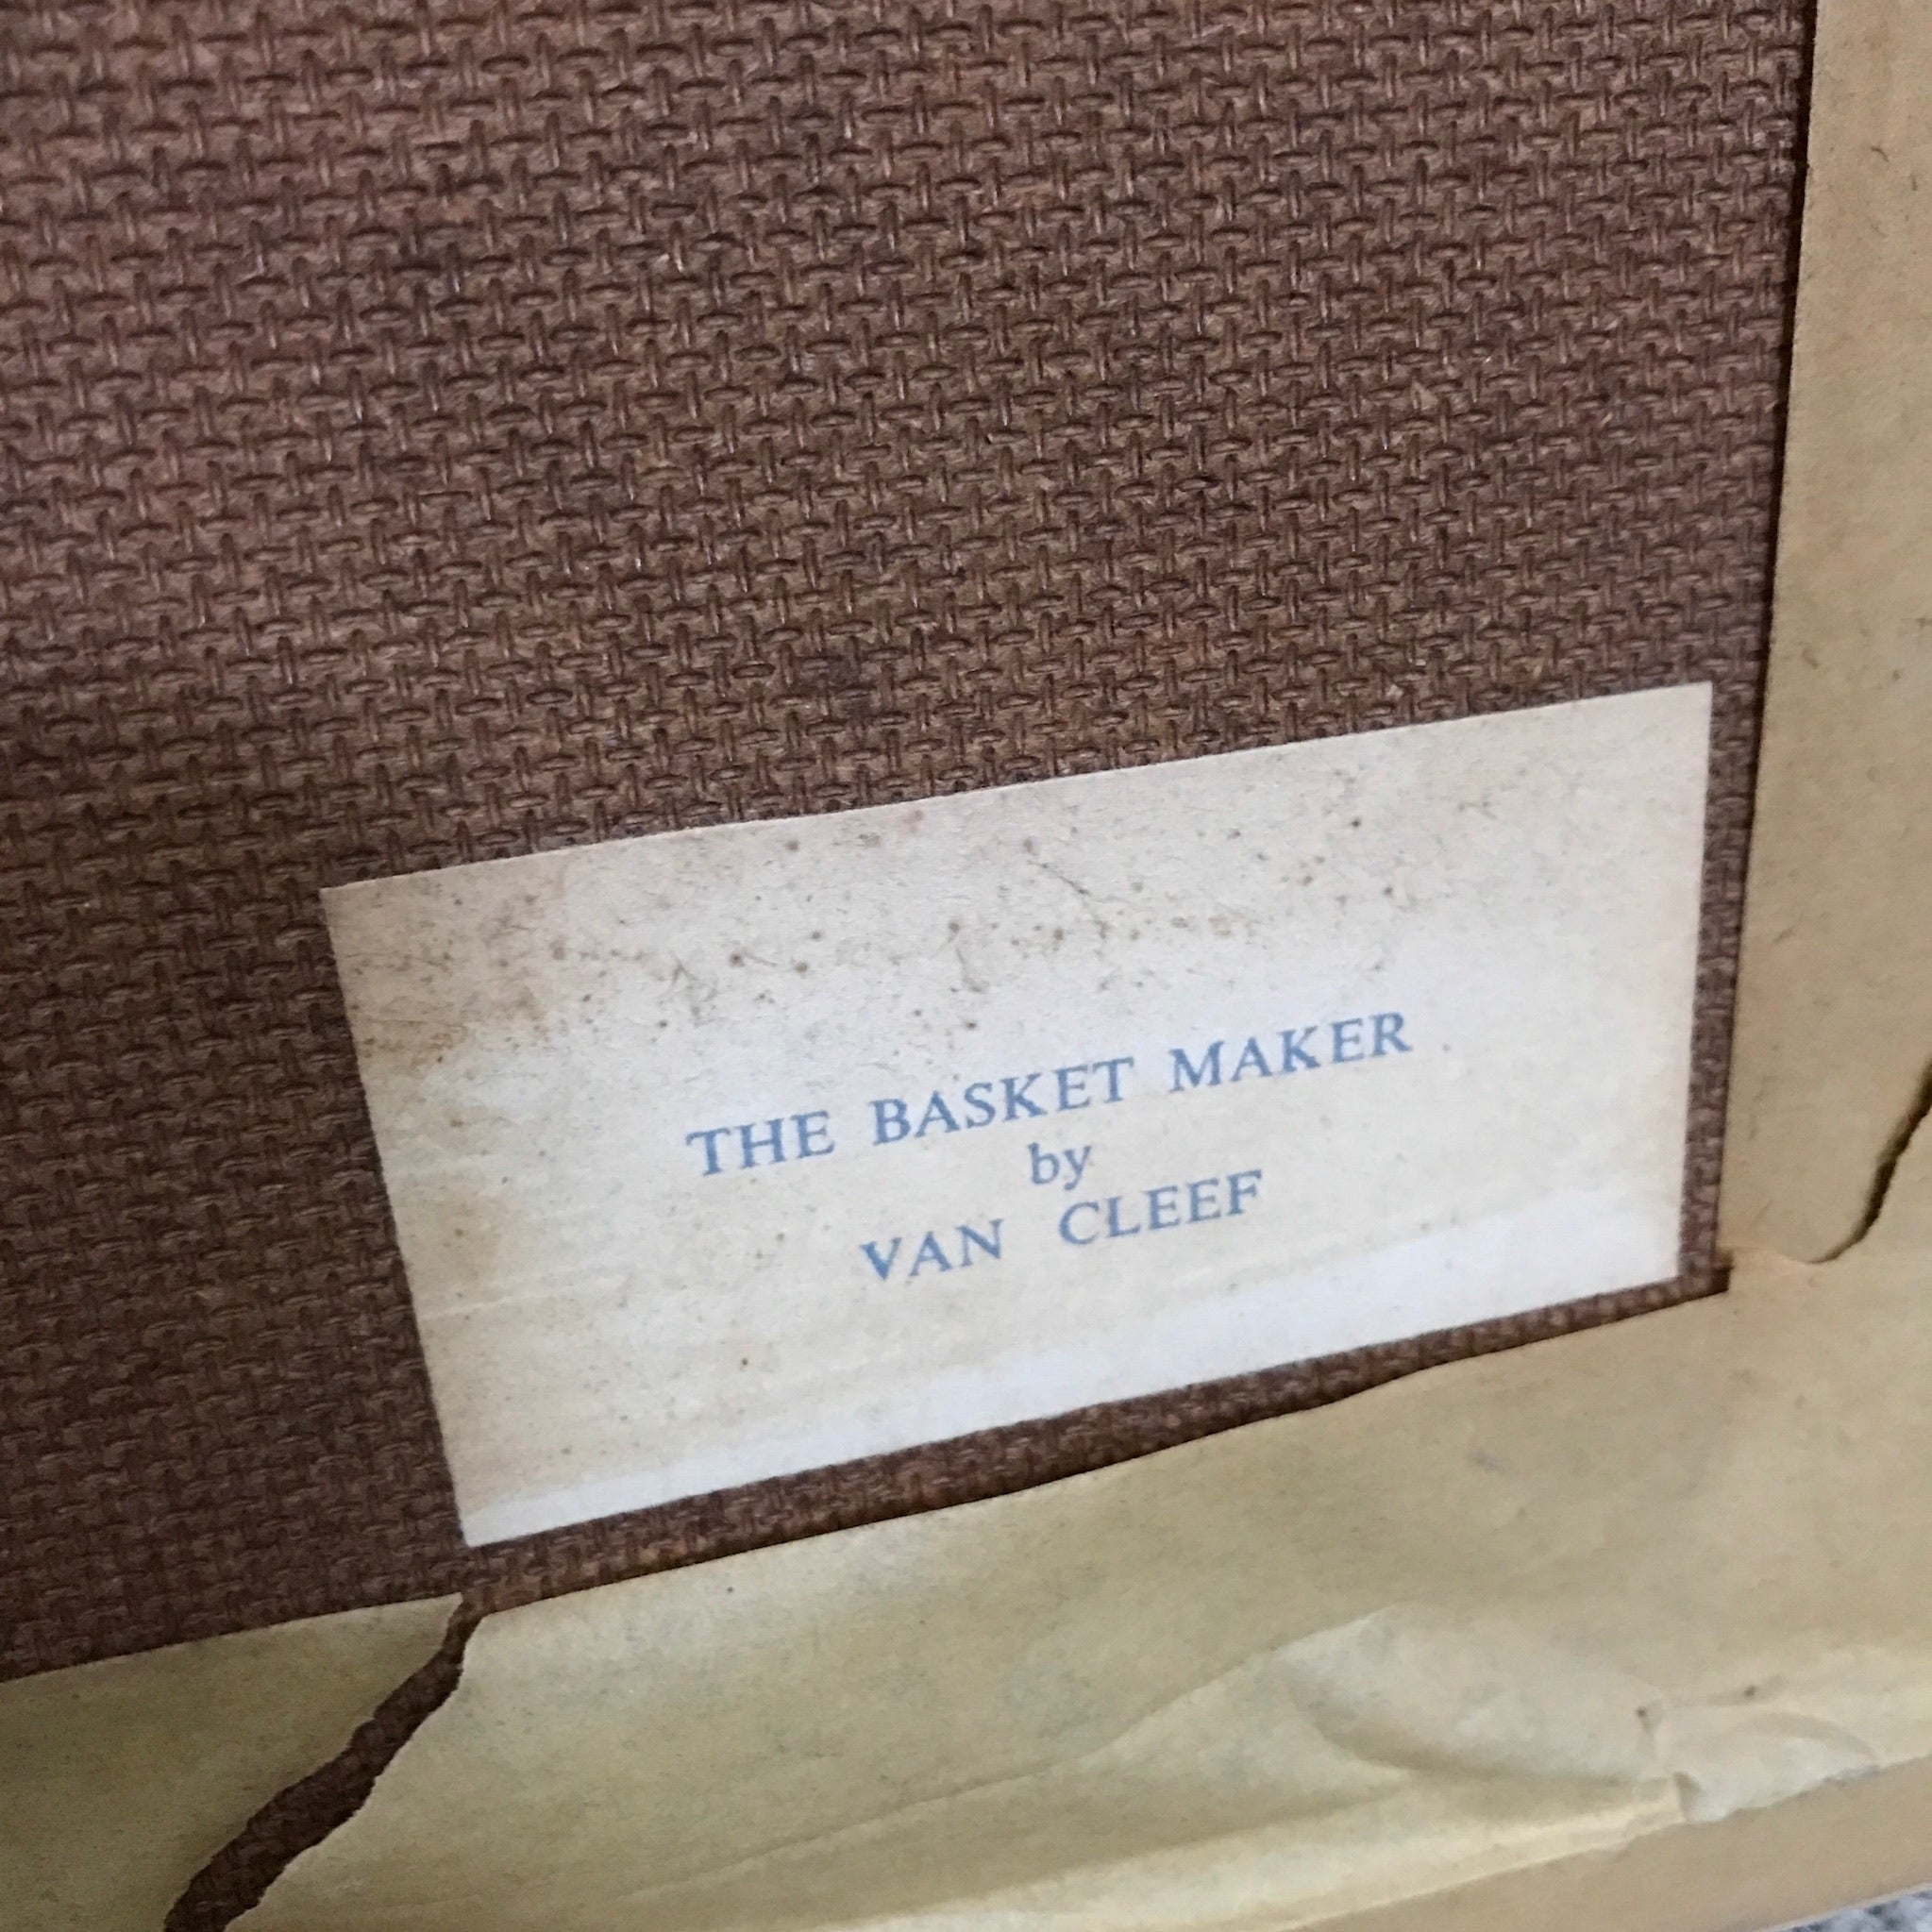 THE BASKET MAKER
by
VAN CLEEF